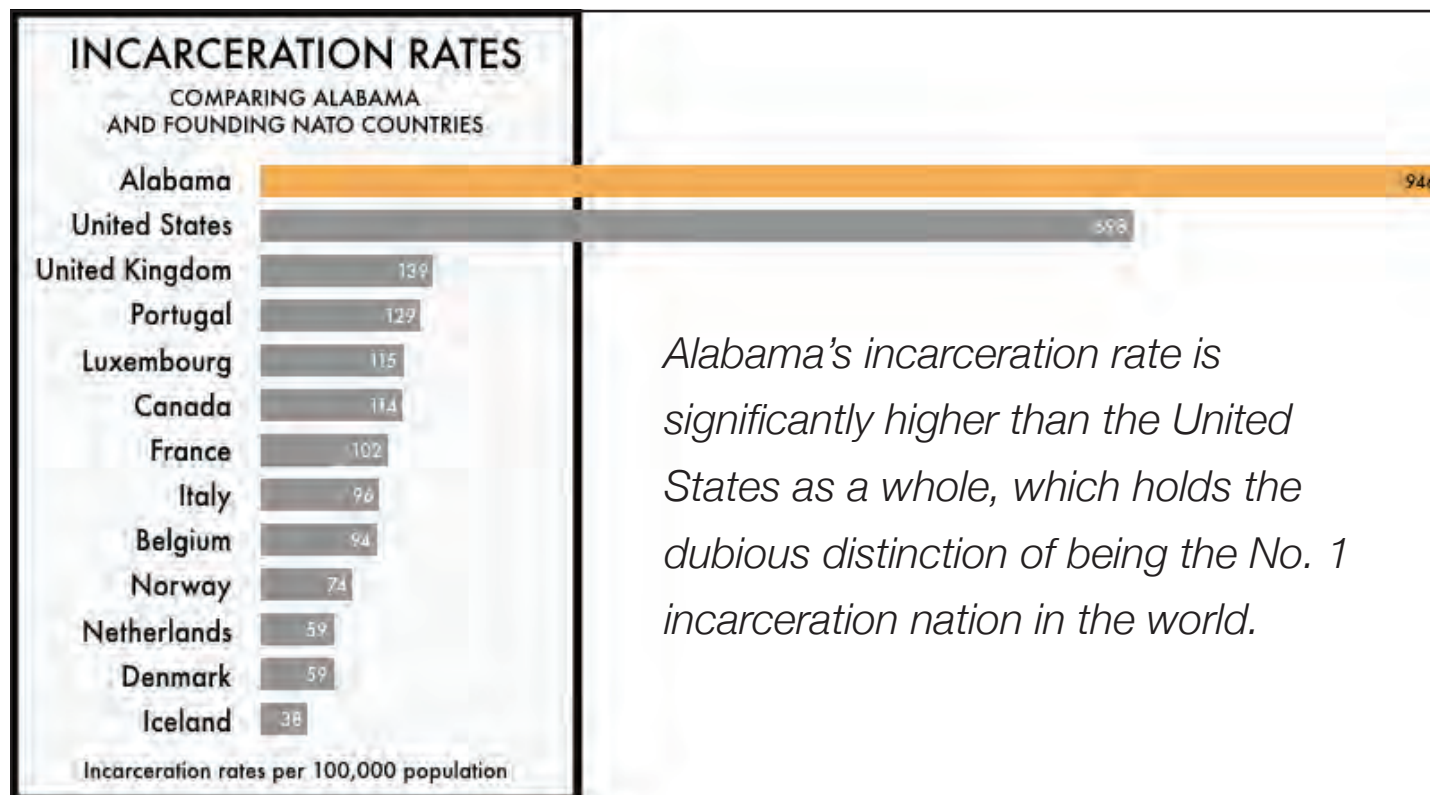 INCARCERATION RATES
COMPARING ALABAMA
AND FOUNDING NATO COUNTRIES
Alabama 946
United States 698
United Kingdom 139
Portugal 129
Luxembourg 115
Canada 114
France 102
Italy 96
Belgium 94
Norway 74
Netherlands 59
Denmark 59
Iceland 38
Incarceration rates per 100,000 population
Alabama’s incarceration rate is
significantly higher than the United
States as a whole, which holds the
dubious distinction of being the No. 1
incarceration nation in the world.